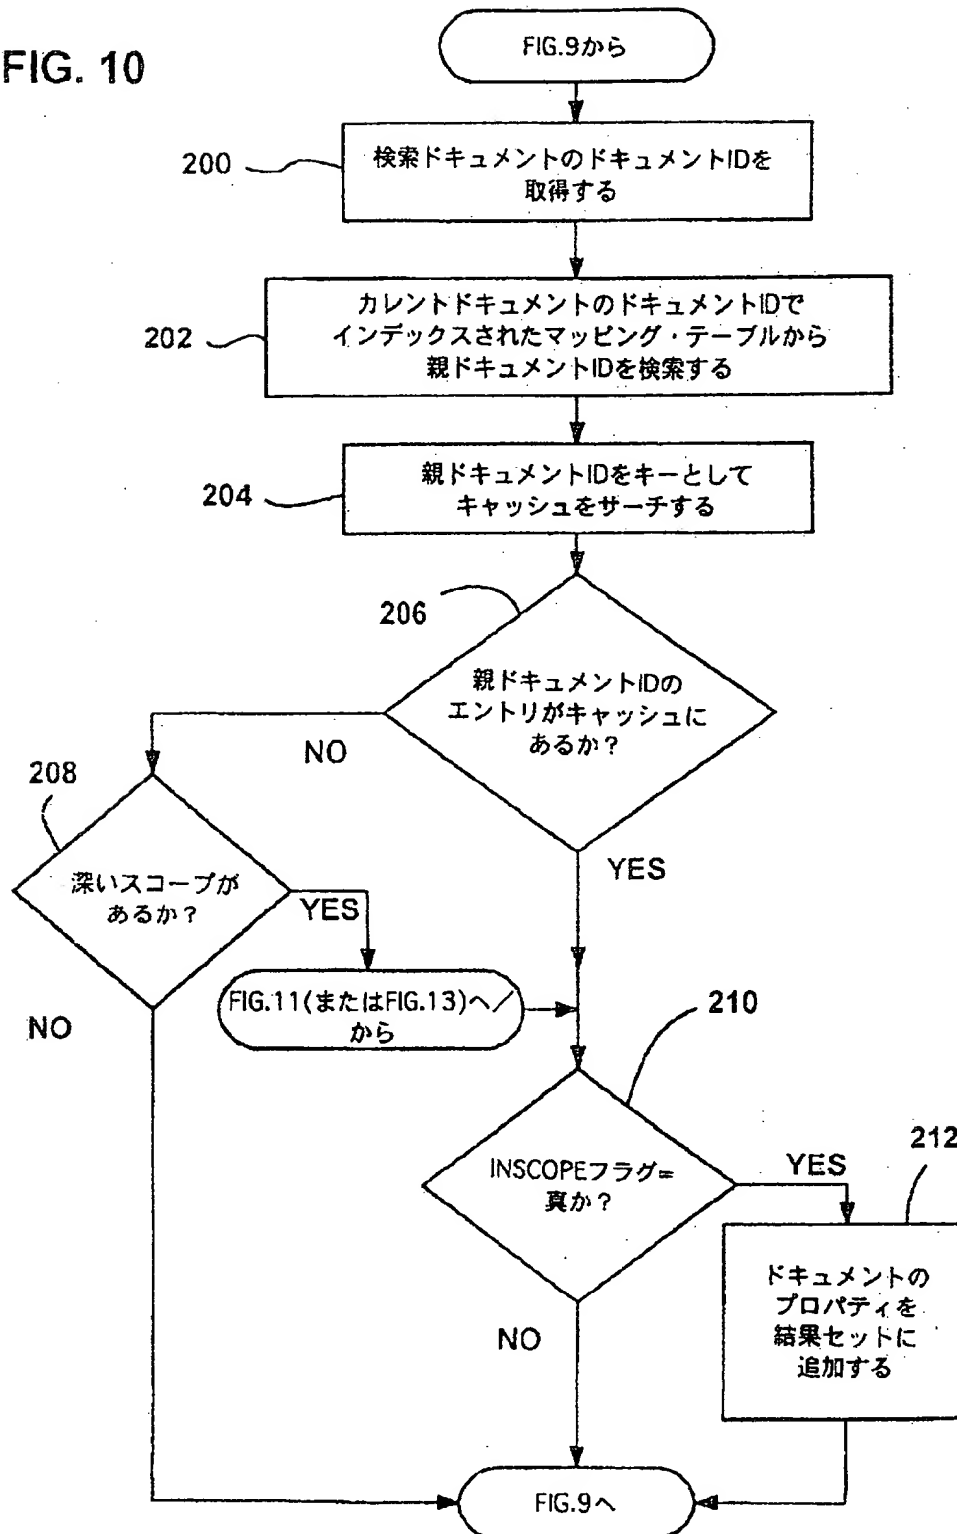 FIG. 10
FIG.9から
200
検索ドキュメントのドキュメントIDを
取得する
202
カレントドキュメントのドキュメントIDで
インデックスされたマッピング・テーブルから
親ドキュメントIDを検索する
204
親ドキュメントIDをキーとして
キャッシュをサーチする
206
親ドキュメントIDの
エントリがキャッシュに
あるか?
NO
YES
208
深いスコープが
あるか?
YES
NO
FIG.11(またはFIG.13)へ/
から
210
INSCOPEフラグ=
真か?
YES
NO
212
ドキュメントの
プロパティを
結果セットに
追加する
FIG.9へ